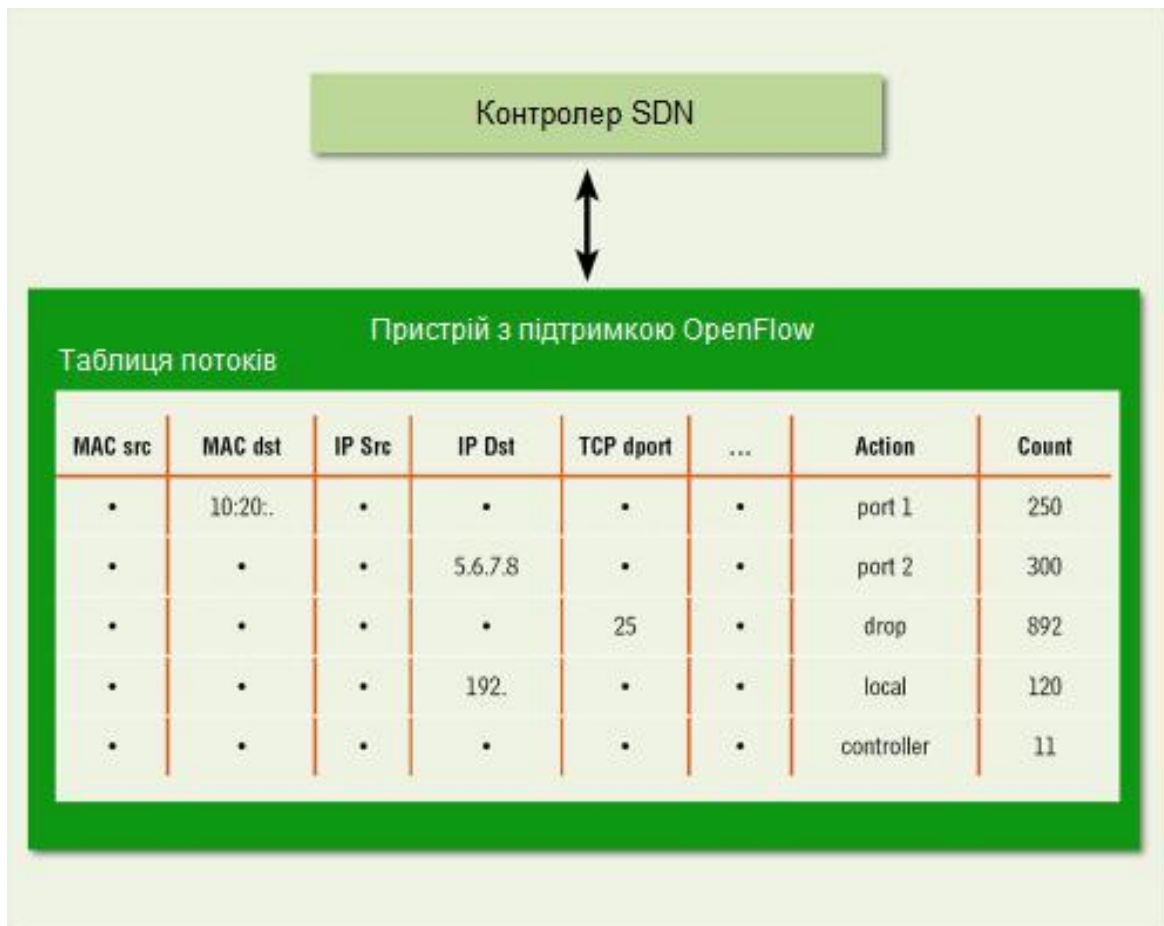 Контролер SDN
Пристрій з підтримкою OpenFlow
Таблиця потоків
MAC src MAC dst IP Src IP Dst TCP dport ... Action Count
• 10:20:. • • • • port 1 250
• • • 5.6.7.8 • • port 2 300
• • • • 25 • drop 892
• • • 192. • • local 120
• • • • • • controller 11